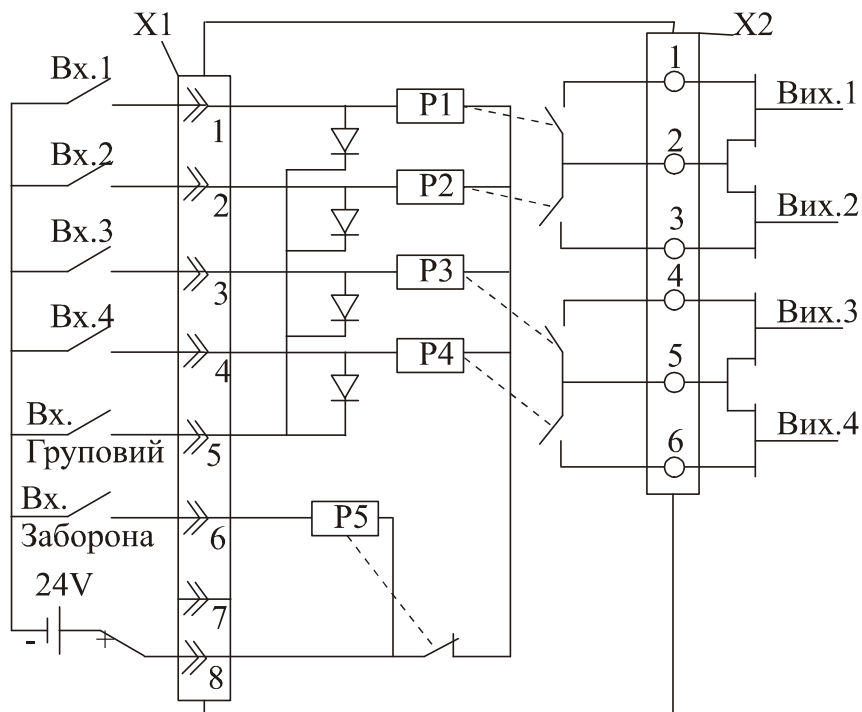 X1
X2
Вх.1
Вх.2
Вх.3
Вх.4
Вх.
Груповий
Вх.
Заборона
24V
- +
1
2
3
4
5
6
7
8
P1
P2
P3
P4
P5
1
2
3
4
5
6
Вих.1
Вих.2
Вих.3
Вих.4